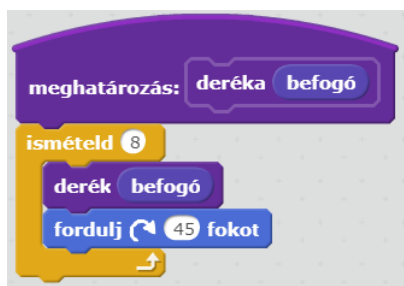 meghatározás: deréka befogó
ismételd 8
derék befogó
fordulj 45 fokot